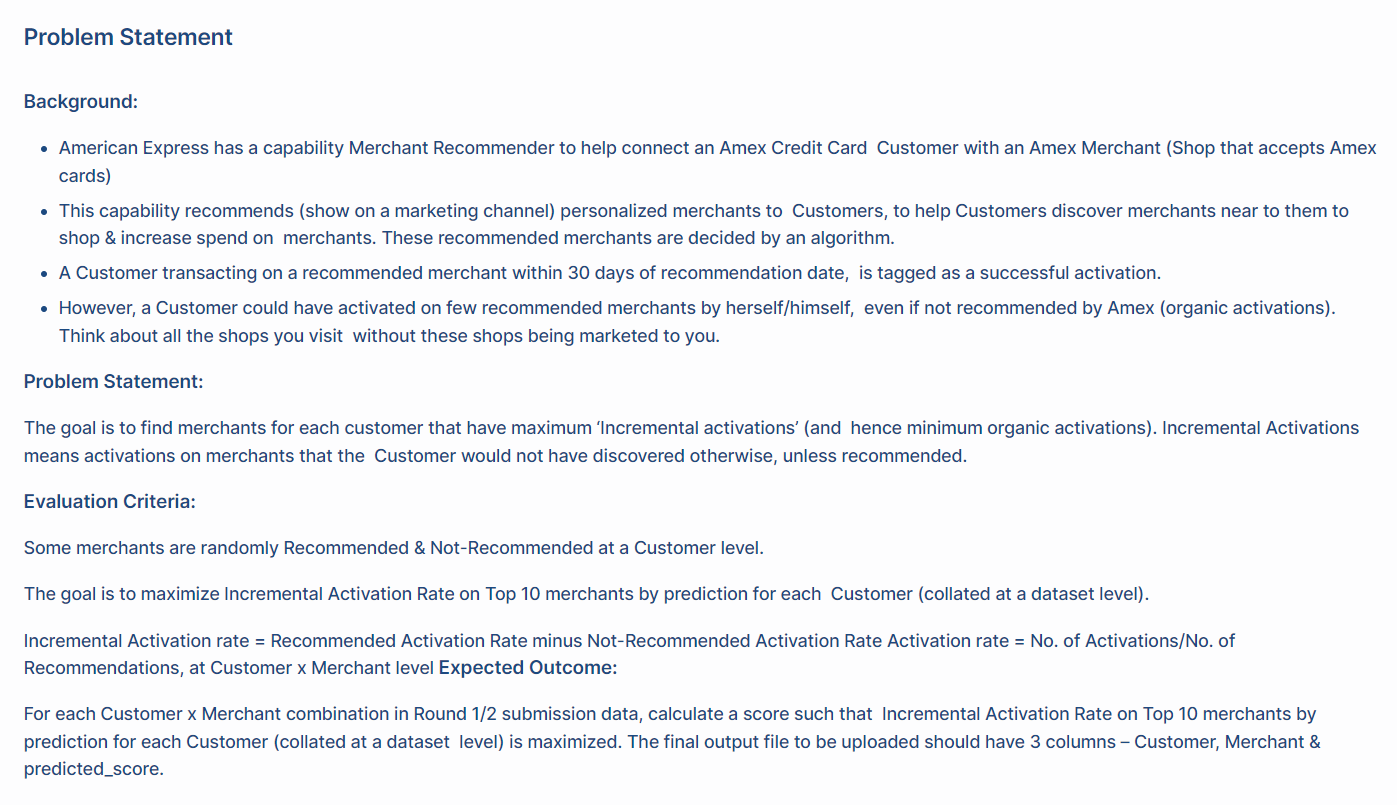 Problem Statement
Background:
• American Express has a capability Merchant Recommender to help connect an Amex Credit Card  Customer with an Amex Merchant (Shop that accepts Amex
cards)
• This capability recommends (show on a marketing channel) personalized merchants to  Customers, to help Customers discover merchants near to them to
shop & increase spend on  merchants. These recommended merchants are decided by an algorithm.
• A Customer transacting on a recommended merchant within 30 days of recommendation date,  is tagged as a successful activation.
• However, a Customer could have activated on few recommended merchants by herself/himself,  even if not recommended by Amex (organic activations).
Think about all the shops you visit  without these shops being marketed to you.
Problem Statement:
The goal is to find merchants for each customer that have maximum ‘Incremental activations’ (and  hence minimum organic activations). Incremental Activations
means activations on merchants that the  Customer would not have discovered otherwise, unless recommended.
Evaluation Criteria:
Some merchants are randomly Recommended & Not-Recommended at a Customer level.
The goal is to maximize Incremental Activation Rate on Top 10 merchants by prediction for each  Customer (collated at a dataset level).
Incremental Activation rate = Recommended Activation Rate minus Not-Recommended Activation Rate Activation rate = No. of Activations/No. of
Recommendations, at Customer x Merchant level Expected Outcome:
For each Customer x Merchant combination in Round 1/2 submission data, calculate a score such that  Incremental Activation Rate on Top 10 merchants by
prediction for each Customer (collated at a dataset  level) is maximized. The final output file to be uploaded should have 3 columns – Customer, Merchant &
predicted_score.